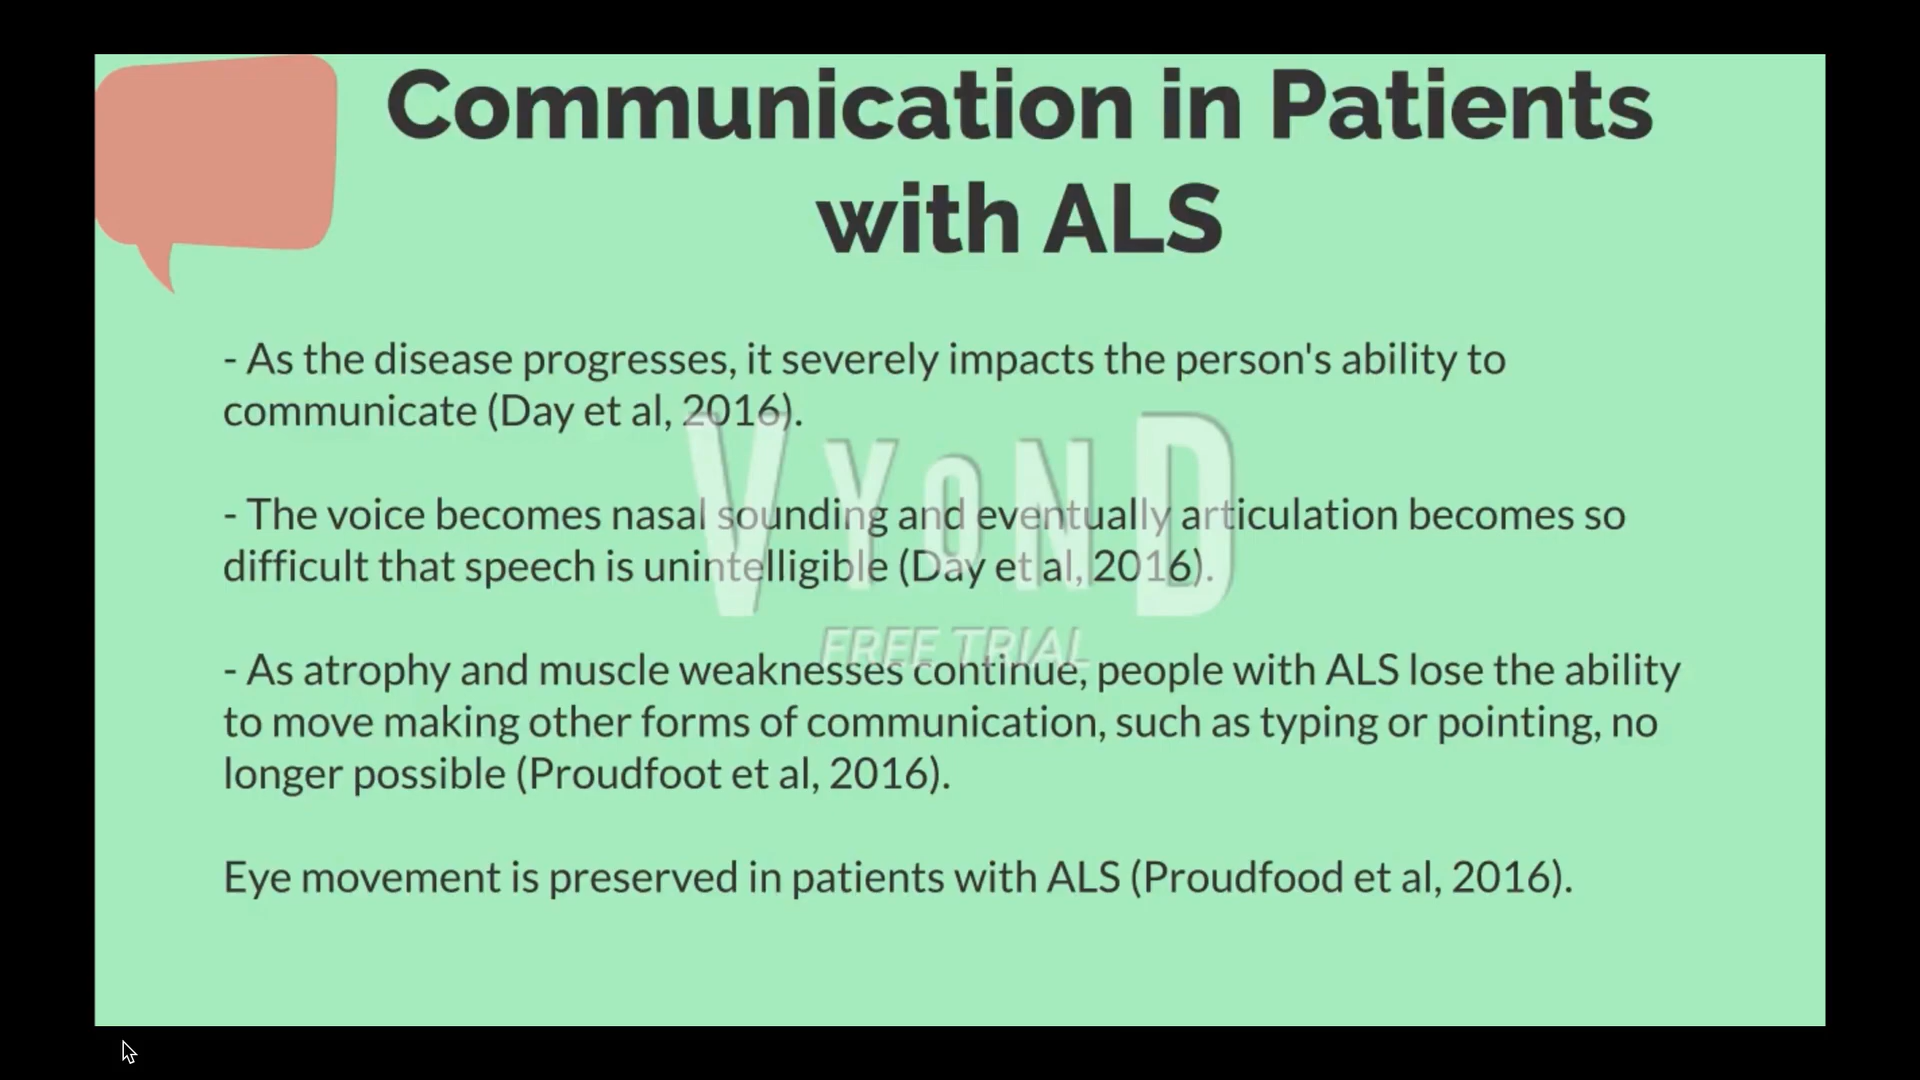 Communication in Patients
with ALS
- As the disease progresses, it severely impacts the person's ability to
communicate (Day et al, 2016).
- The voice becomes nasal sounding and eventually articulation becomes so
difficult that speech is unintelligible (Day et al, 2016).
- As atrophy and muscle weaknesses continue, people with ALS lose the ability
to move making other forms of communication, such as typing or pointing, no
longer possible (Proudfoot et al, 2016).
Eye movement is preserved in patients with ALS (Proudfood et al, 2016).
VYOND
FREE TRIAL